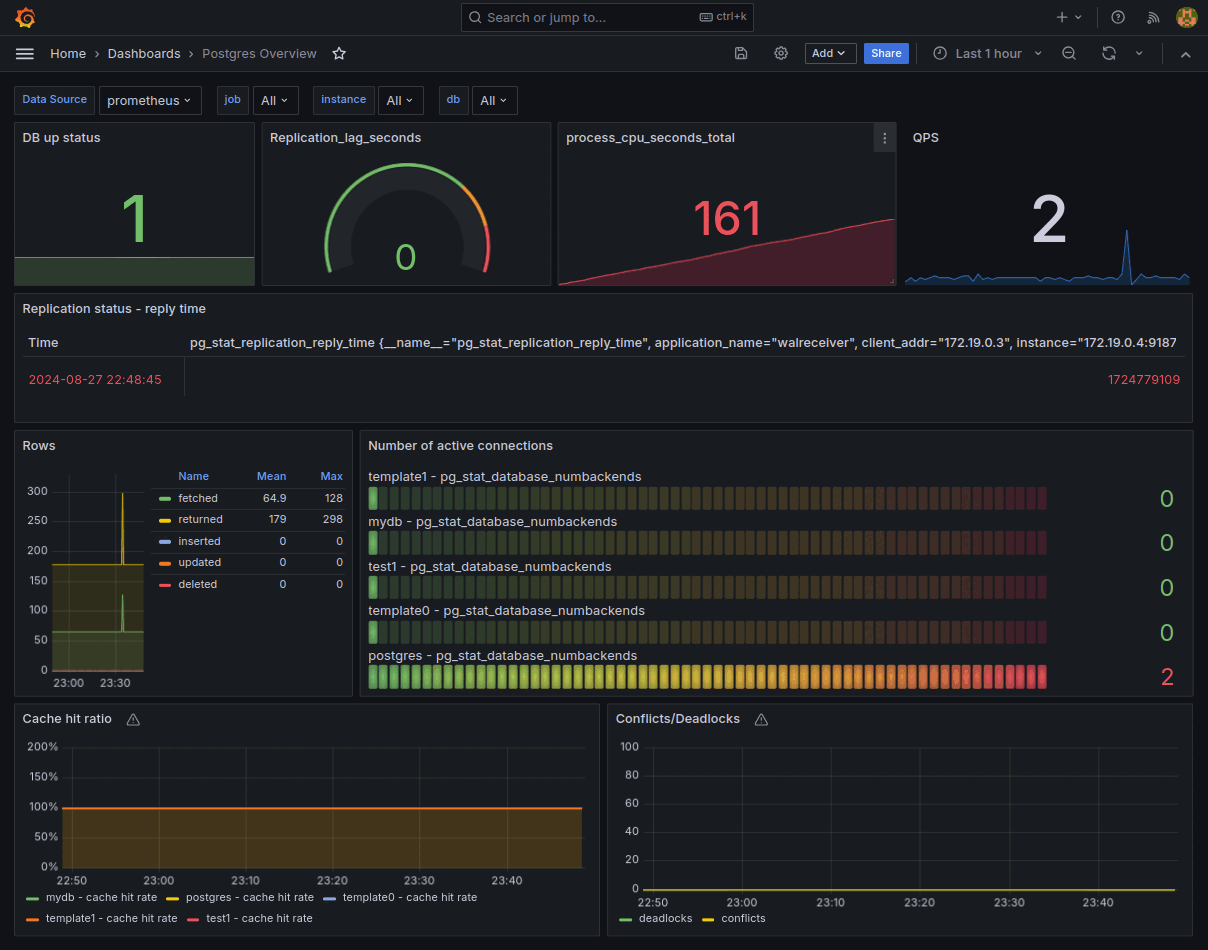 Search or jump to... ctrl+k
Home › Dashboards › Postgres Overview Add Share Last 1 hour
Data Source prometheus job All instance All db All
DB up status Replication_lag_seconds process_cpu_seconds_total QPS
1 0 161 2
Replication status - reply time
Time pg_stat_replication_reply_time {__name__="pg_stat_replication_reply_time", application_name="walreceiver", client_addr="172.19.0.3", instance="172.19.0.4:9187
2024-08-27 22:48:45 1724779109
Rows
300
250
200
150
100
50
0
23:00 23:30
Name Mean Max
fetched 64.9 128
returned 179 298
inserted 0 0
updated 0 0
deleted 0 0
Number of active connections
template1 - pg_stat_database_numbackends
0
mydb - pg_stat_database_numbackends
0
test1 - pg_stat_database_numbackends
0
template0 - pg_stat_database_numbackends
0
postgres - pg_stat_database_numbackends
2
Cache hit ratio
200%
150%
100%
50%
0%
22:50 23:00 23:10 23:20 23:30 23:40
mydb - cache hit rate postgres - cache hit rate template0 - cache hit rate
template1 - cache hit rate test1 - cache hit rate
Conflicts/Deadlocks
100
80
60
40
20
0
22:50 23:00 23:10 23:20 23:30 23:40
deadlocks conflicts